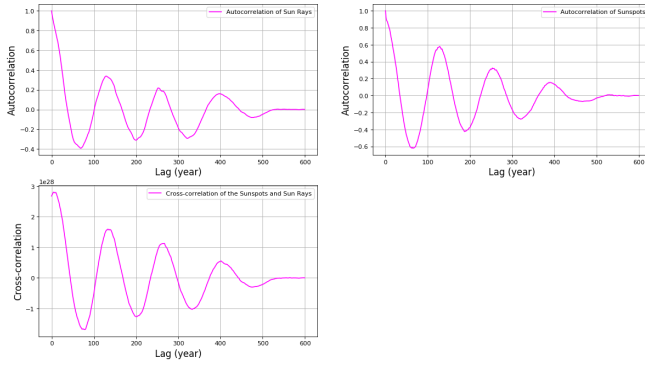 Autocorrelation of Sun Rays
1.0
0.8
0.6
0.4
0.2
0.0
−0.2
−0.4
Autocorrelation
0 100 200 300 400 500 600
Lag (year)
Autocorrelation of Sunspots
1.0
0.8
0.6
0.4
0.2
0.0
−0.2
−0.4
−0.6
Autocorrelation
0 100 200 300 400 500 600
Lag (year)
1e28
Cross-correlation of the Sunspots and Sun Rays
3
2
1
0
−1
Cross-correlation
0 100 200 300 400 500 600
Lag (year)